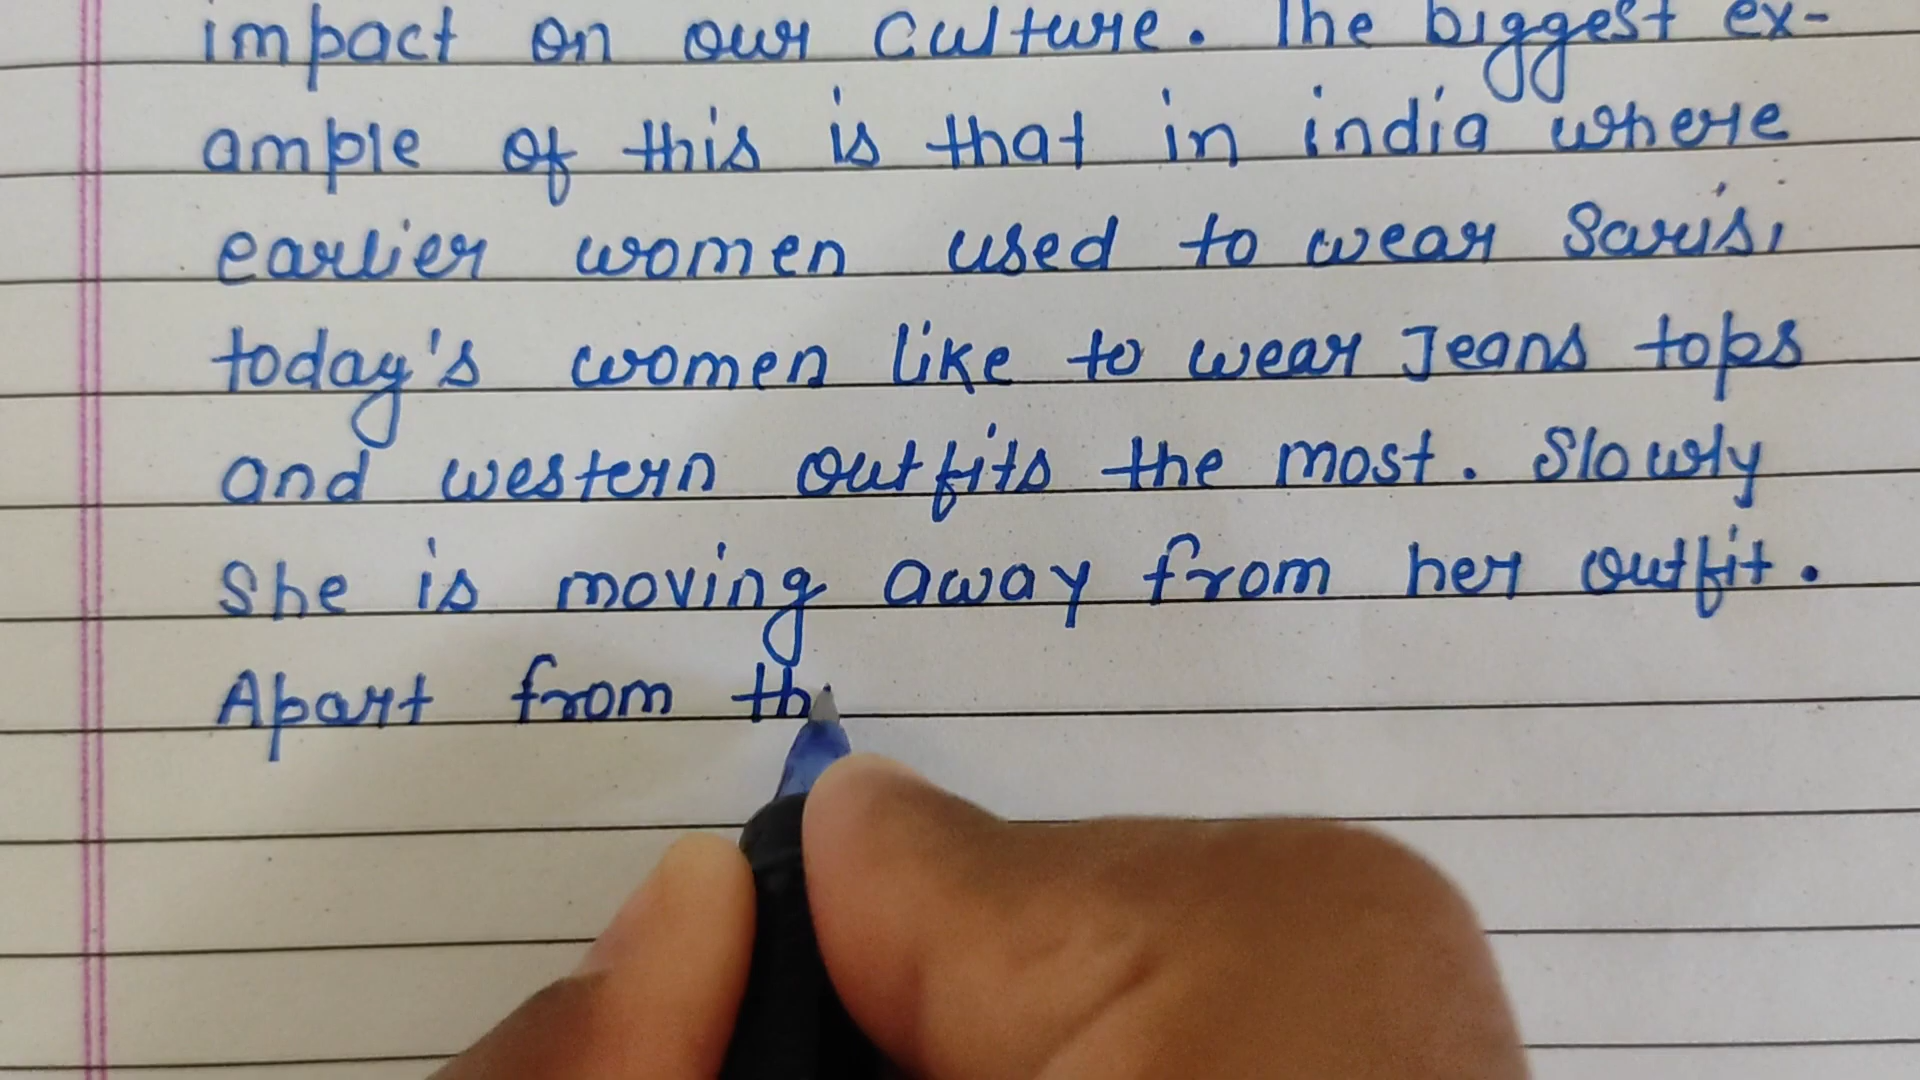 impact on our culture. The biggest ex-
ample of this is that in india where
earlier women used to wear Saris,
today's women like to wear Jeans tops
and western outfits the most. Slowly
She is moving away from her outfit.
Apart from th